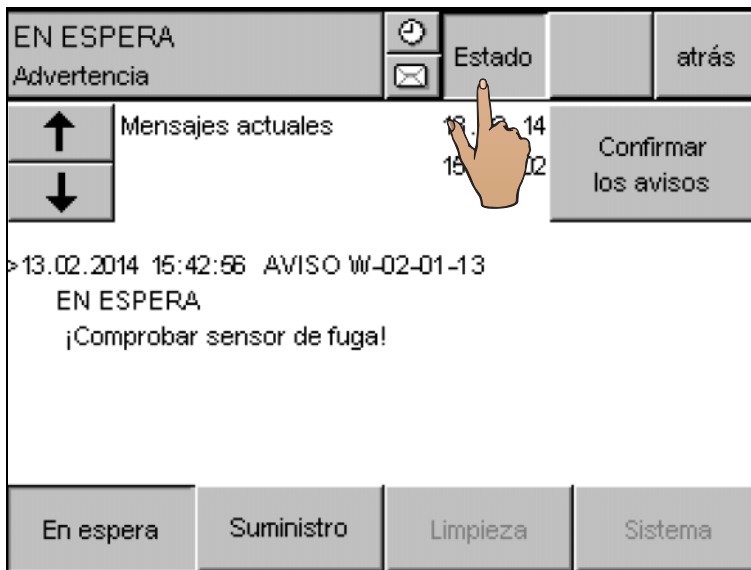 EN ESPERA
Advertencia
Estado
atrás
Mensajes actuales
Confirmar
los avisos
>13.02.2014 15:42:56 AVISO W-02-01-13
EN ESPERA
¡Comprobar sensor de fuga!
En espera
Suministro
Limpieza
Sistema